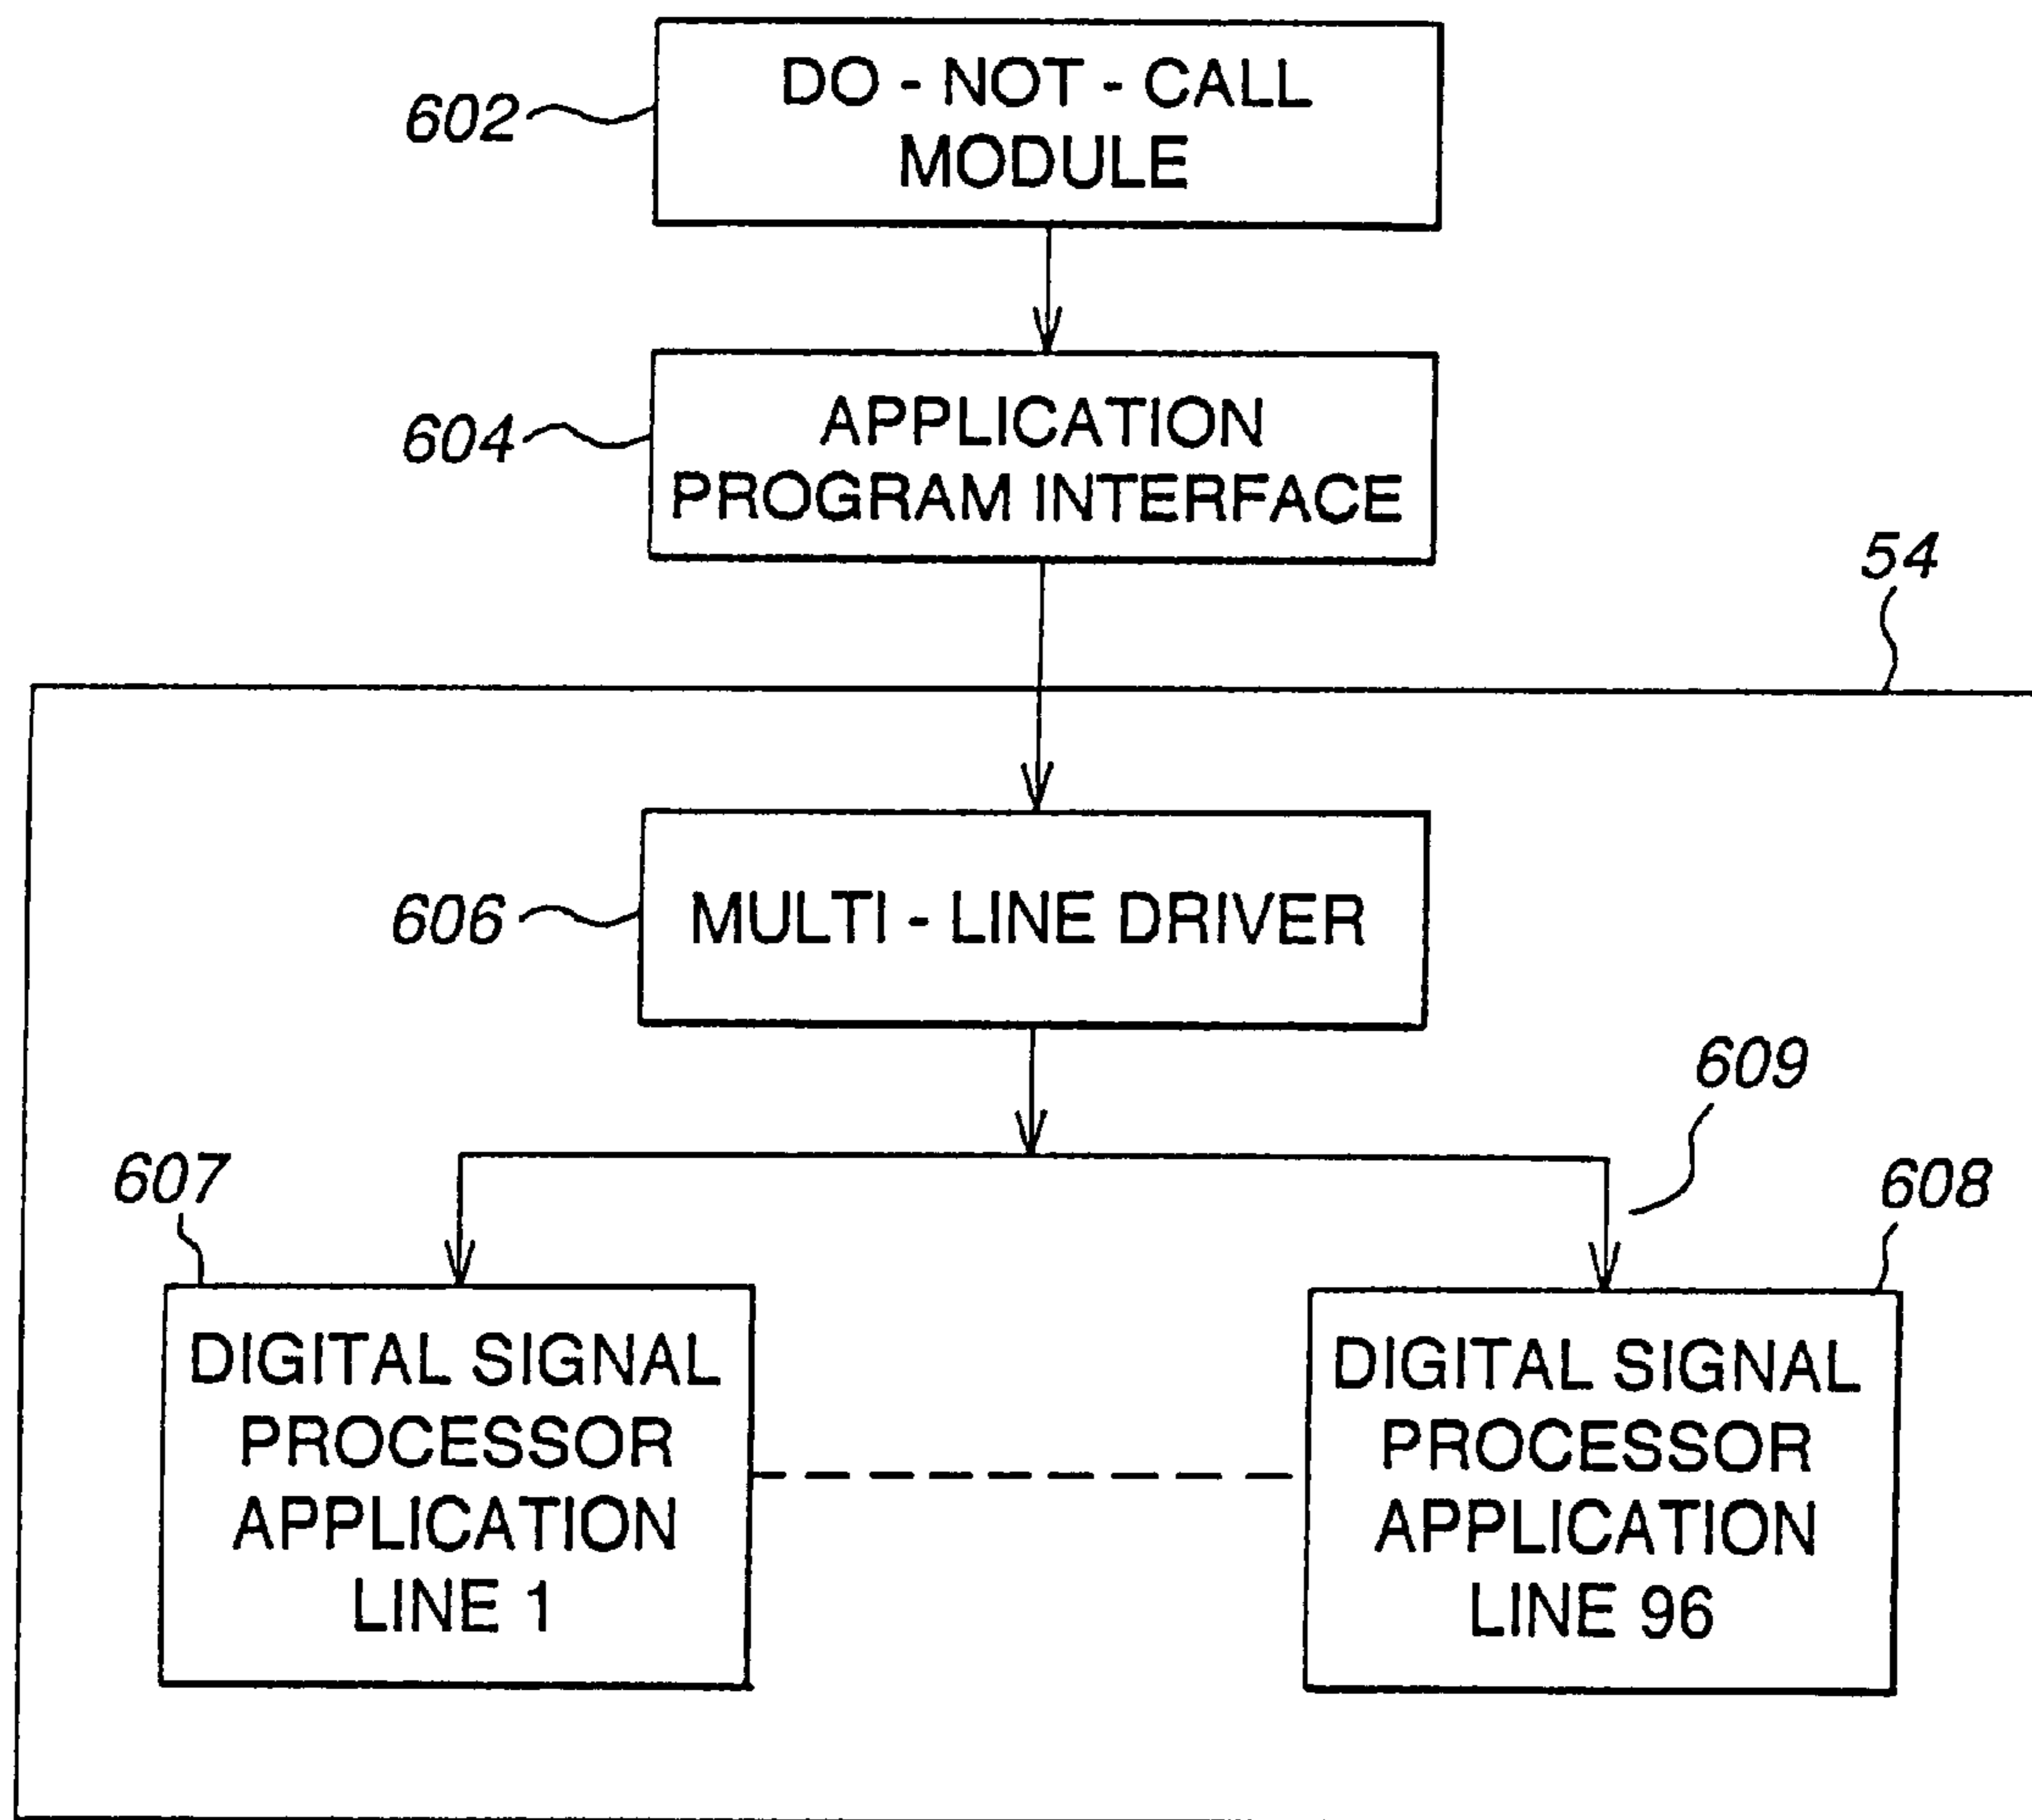 DO - NOT - CALL
MODULE
602
APPLICATION
PROGRAM INTERFACE
604
54
MULTI - LINE DRIVER
606
609
607
608
DIGITAL SIGNAL
PROCESSOR
APPLICATION
LINE 1
DIGITAL SIGNAL
PROCESSOR
APPLICATION
LINE 96